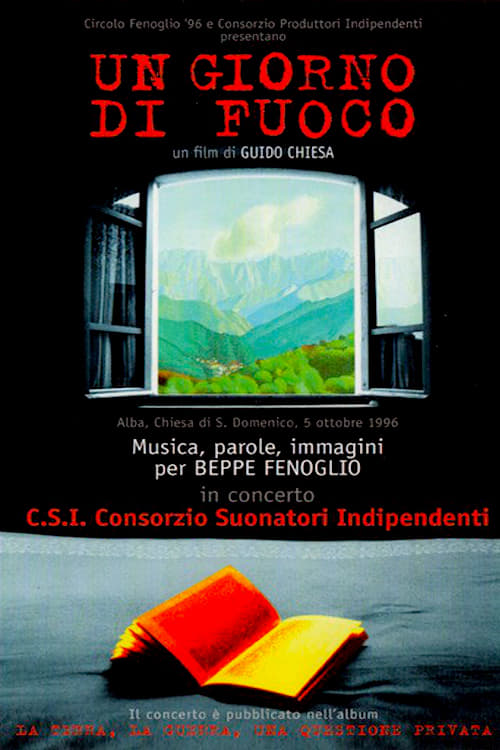 Circolo Fenoglio '96 e Consorzio Produttori Indipendenti
presentano
UN GIORNO
DI FUOCO
un film di GUIDO CHIESA
Alba, Chiesa di S. Domenico, 5 ottobre 1996
Musica, parole, immagini
per BEPPE FENOGLIO
in concerto
C.S.I. Consorzio Suonatori Indipendenti
Il concerto è pubblicato nell'album
LA TERRA, LA GUERRA, UNA QUESTIONE PRIVATA